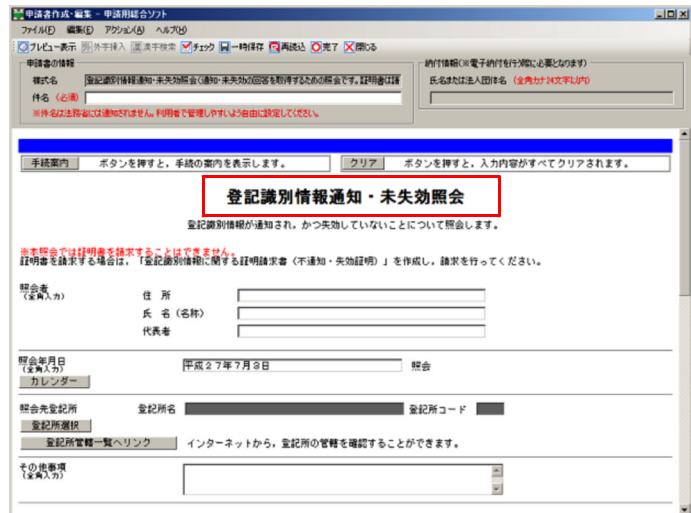 申請書作成・編集 - 申請用総合ソフト
ファイル(F) 編集(E) アクション(A) ヘルプ(H)
プレビュー表示 外字挿入 漢字検索 チェック 一時保存 再読込 完了 閉じる
申請書の情報
様式名 登記識別情報通知・未失効照会(通知・未失効の回答を取得するための照会です。証明書は請
件名 (必須)
※件名は法務省には通知されません。利用者で管理しやすいよう自由に設定してください。
納付情報(※電子納付を行う際に必要となります)
氏名または法人団体名 (全角カナ24文字以内)
手続案内 ボタンを押すと，手続の案内を表示します。 クリア ボタンを押すと，入力内容がすべてクリアされます。
登記識別情報通知・未失効照会
登記識別情報が通知され，かつ失効していないことについて照会します。
※本照会では証明書を請求することはできません。
証明書を請求する場合は，「登記識別情報に関する証明請求書（不通知・失効証明）」を作成し，請求を行ってください。
照会者
(全角入力)
住 所
氏 名（名称）
代表者
照会年月日
(全角入力)
平成２７年７月３日 照会
カレンダー
照会先登記所 登記所名 登記所コード
登記所選択
登記所管轄一覧へリンク インターネットから，登記所の管轄を確認することができます。
その他事項
(全角入力)